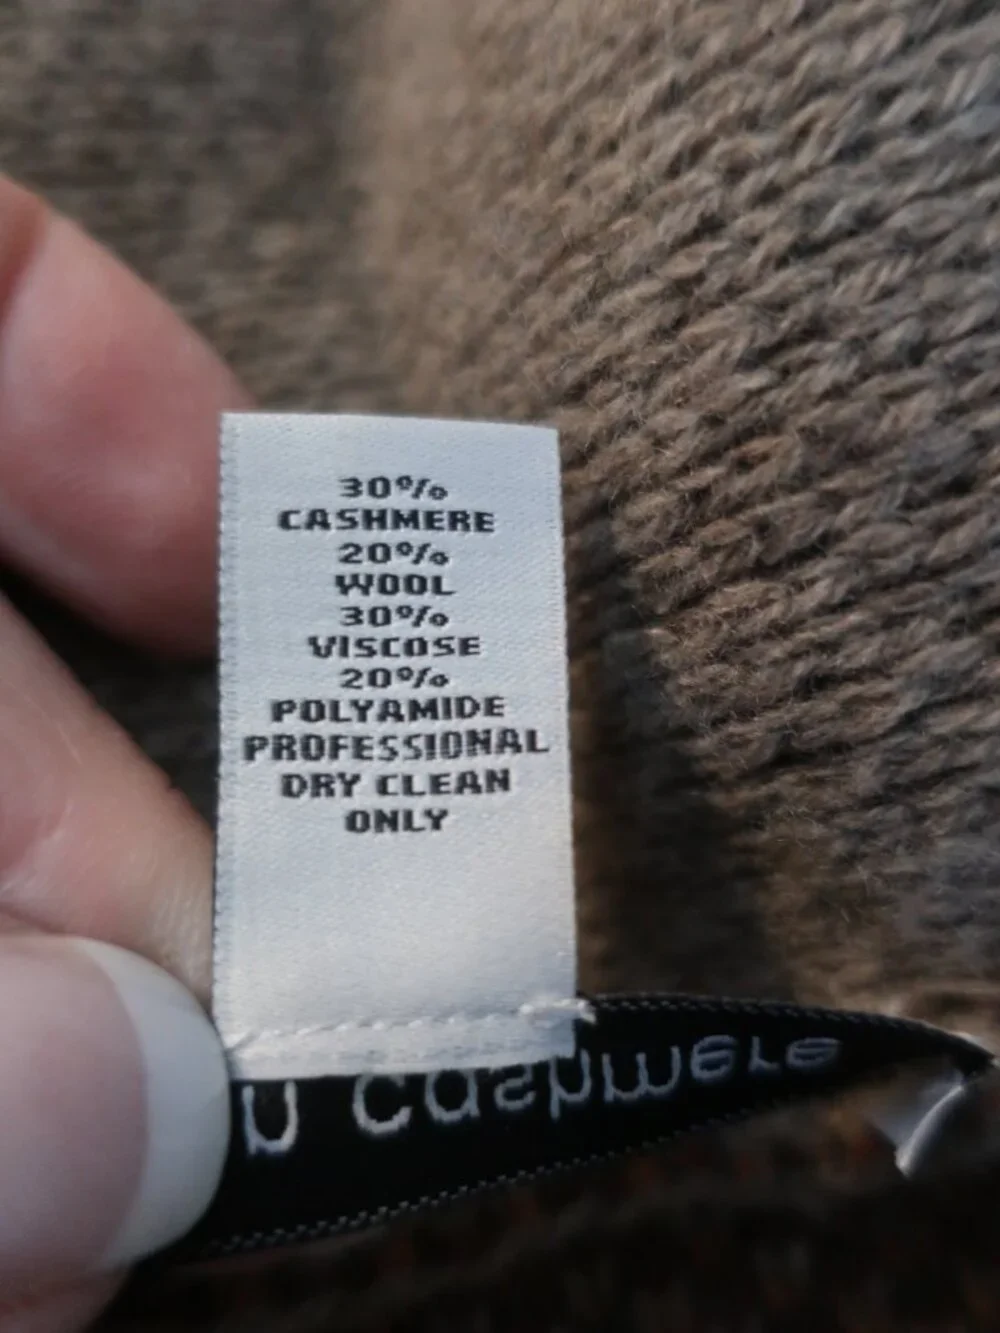 30%
CASHMERE
20%
WOOL
30%
VISCOSE
20%
POLYAMIDE
PROFESSIONAL
DRY CLEAN
ONLY
cashmere